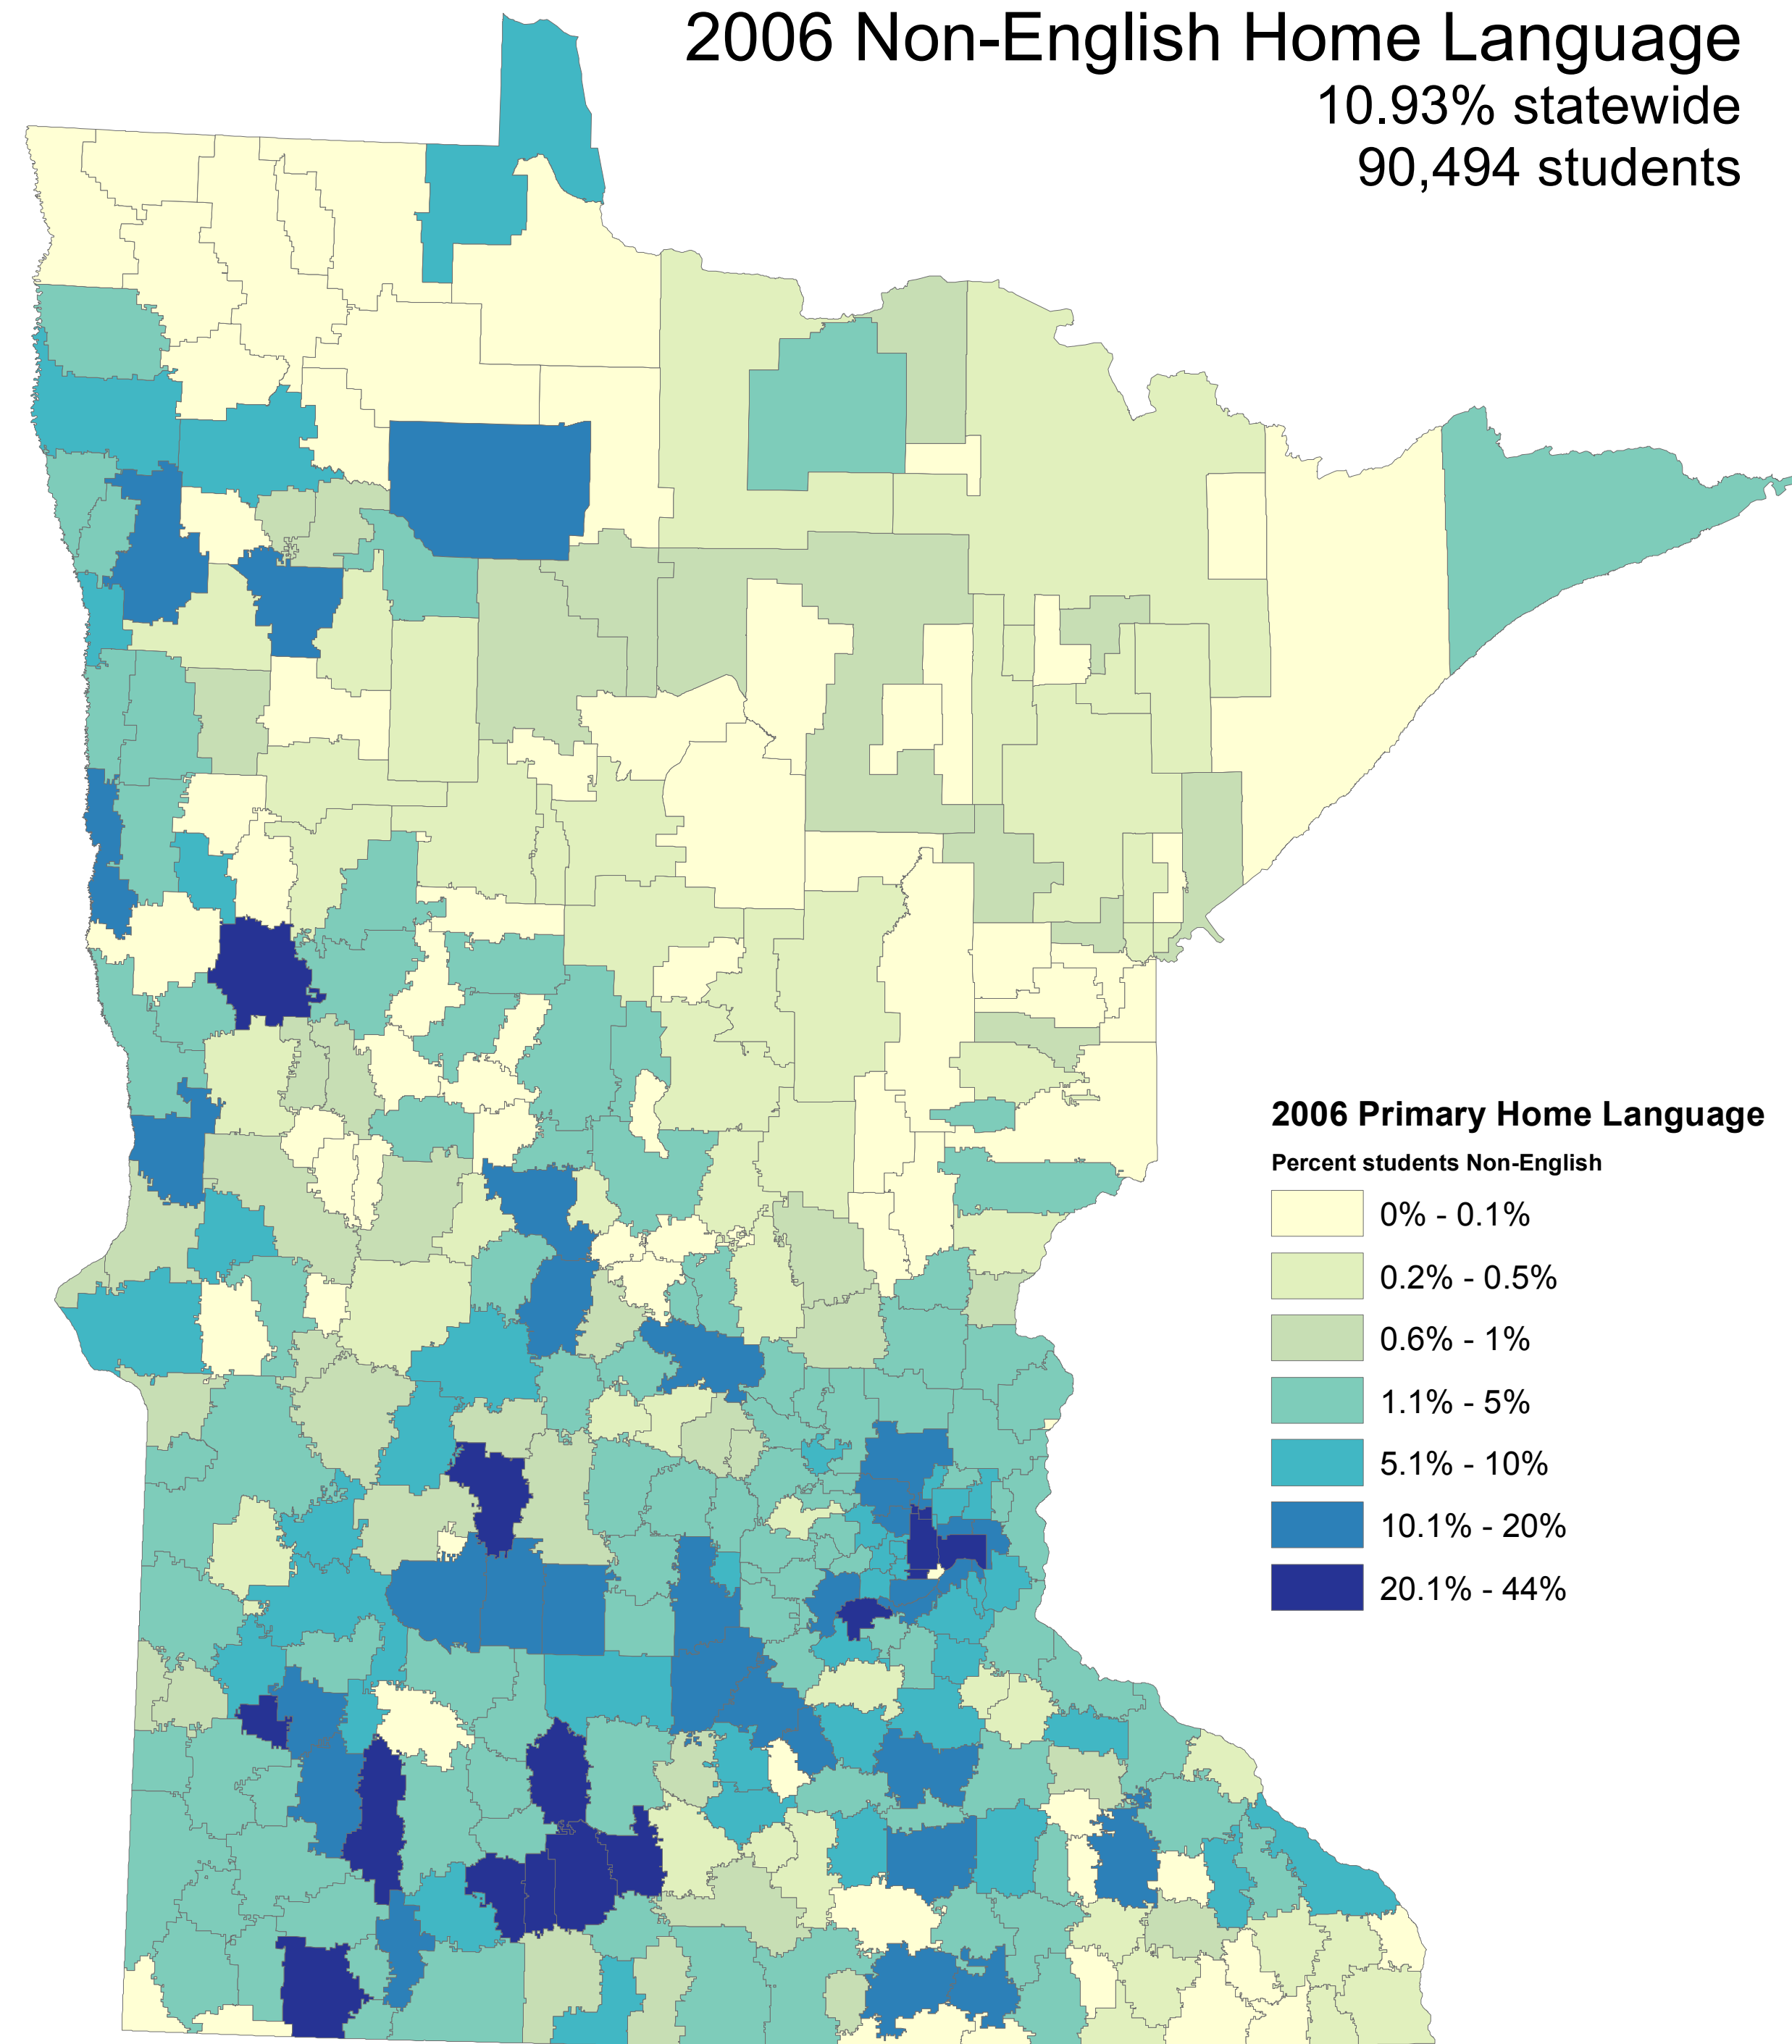 2006 Non-English Home Language
10.93% statewide
90,494 students
2006 Primary Home Language
Percent students Non-English
0% - 0.1%
0.2% - 0.5%
0.6% - 1%
1.1% - 5%
5.1% - 10%
10.1% - 20%
20.1% - 44%